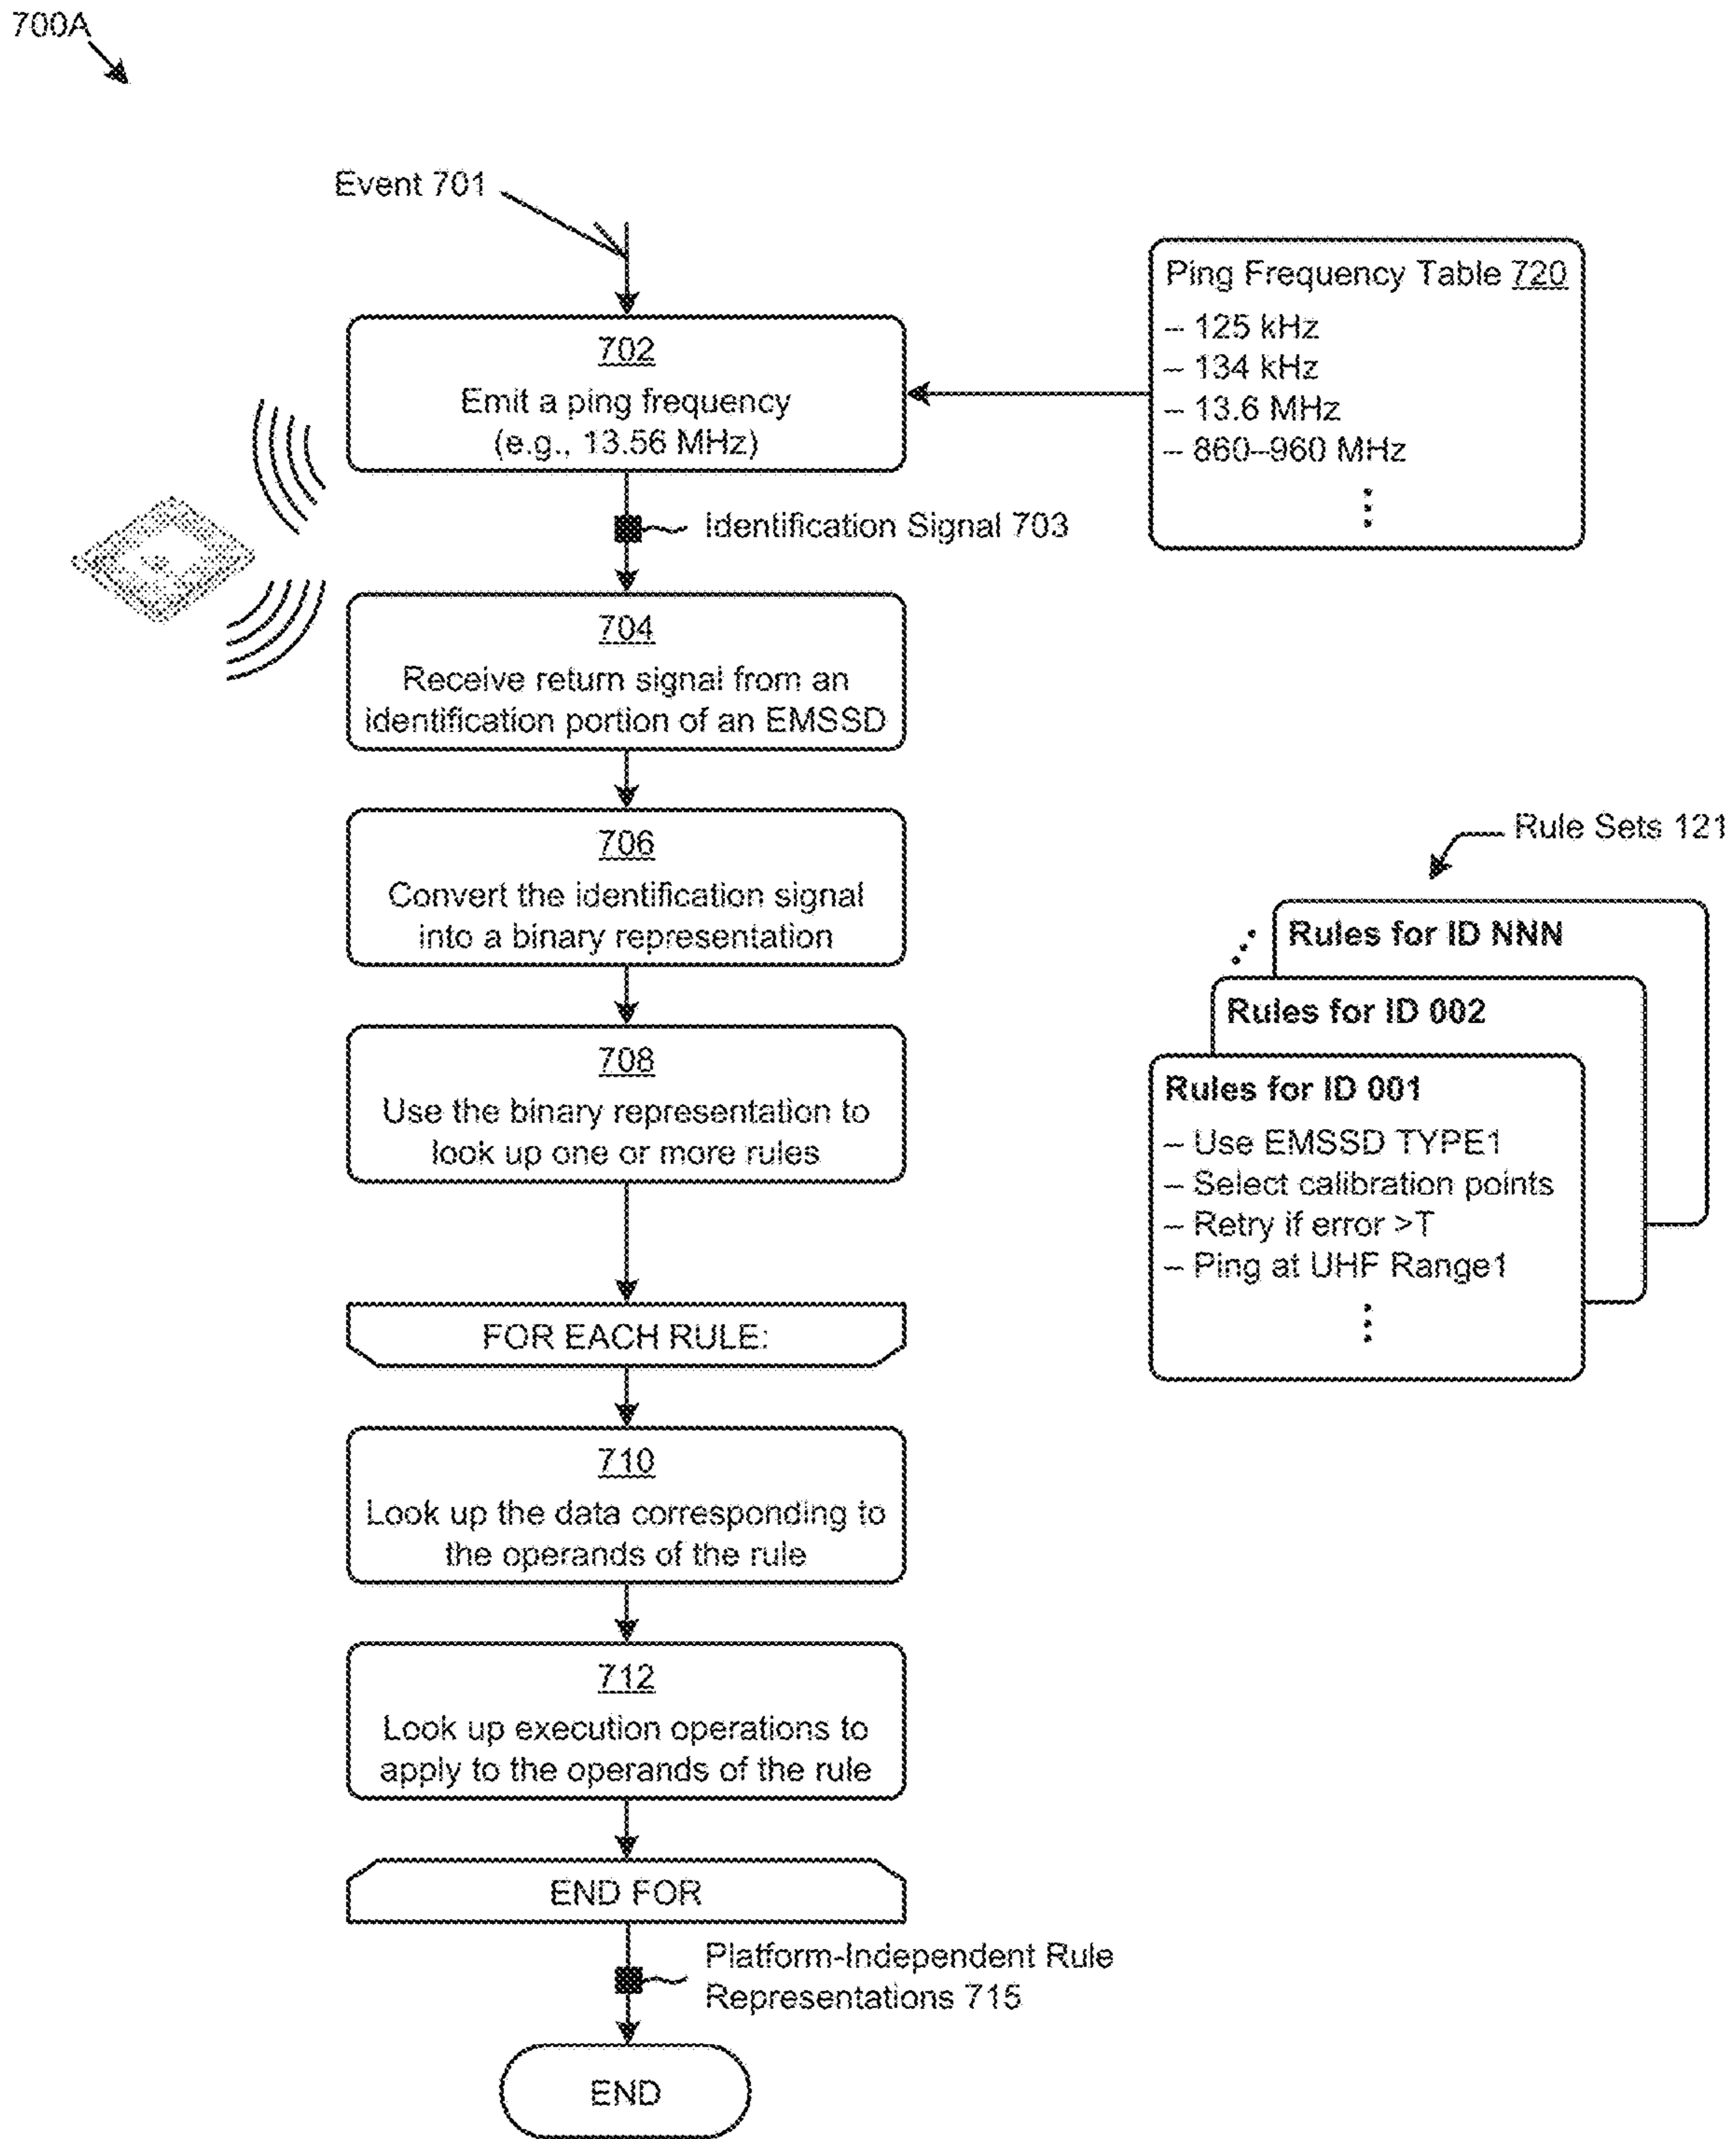 700A
Event 701
702
Emit a ping frequency
(e.g., 13.56 MHz)
Ping Frequency Table 720
– 125 kHz
– 134 kHz
– 13.6 MHz
– 860–960 MHz
Identification Signal 703
704
Receive return signal from an
identification portion of an EMSSD
706
Convert the identification signal
into a binary representation
708
Use the binary representation to
look up one or more rules
Rule Sets 121
Rules for ID NNN
Rules for ID 002
Rules for ID 001
– Use EMSSD TYPE1
– Select calibration points
– Retry if error >T
– Ping at UHF Range1
FOR EACH RULE:
710
Look up the data corresponding to
the operands of the rule
712
Look up execution operations to
apply to the operands of the rule
END FOR
Platform-Independent Rule
Representations 715
END